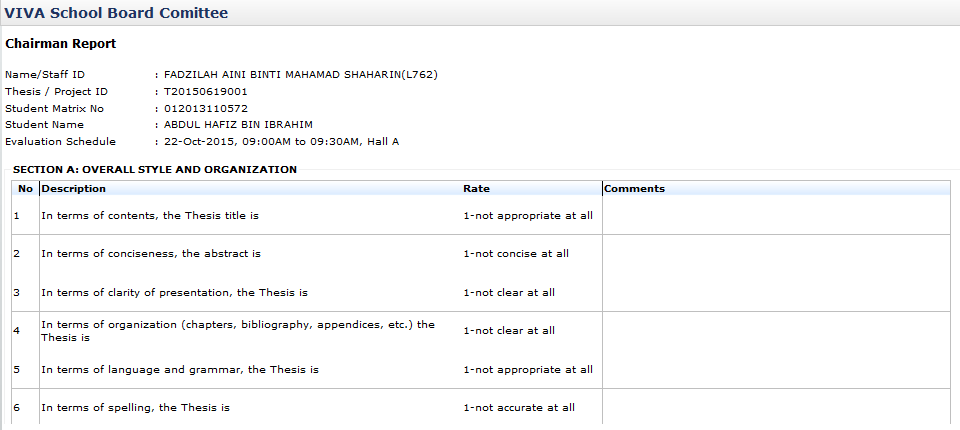 VIVA School Board Comittee
Chairman Report
Name/Staff ID : FADZILAH AINI BINTI MAHAMAD SHAHARIN(L762)
Thesis / Project ID : T20150619001
Student Matrix No : 012013110572
Student Name : ABDUL HAFIZ BIN IBRAHIM
Evaluation Schedule : 22-Oct-2015, 09:00AM to 09:30AM, Hall A
SECTION A: OVERALL STYLE AND ORGANIZATION
No Description Rate Comments
1 In terms of contents, the Thesis title is 1-not appropriate at all
2 In terms of conciseness, the abstract is 1-not concise at all
3 In terms of clarity of presentation, the Thesis is 1-not clear at all
4 In terms of organization (chapters, bibliography, appendices, etc.) the
Thesis is 1-not clear at all
5 In terms of language and grammar, the Thesis is 1-not appropriate at all
6 In terms of spelling, the Thesis is 1-not accurate at all